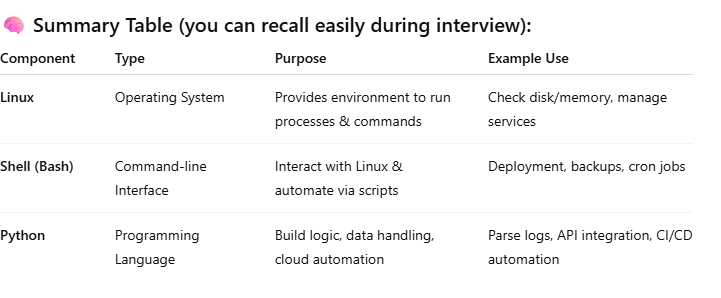 🧠 Summary Table (you can recall easily during interview):
Component Type Purpose Example Use
Linux Operating System Provides environment to run processes & commands Check disk/memory, manage services
Shell (Bash) Command-line Interface Interact with Linux & automate via scripts Deployment, backups, cron jobs
Python Programming Language Build logic, data handling, cloud automation Parse logs, API integration, CI/CD automation